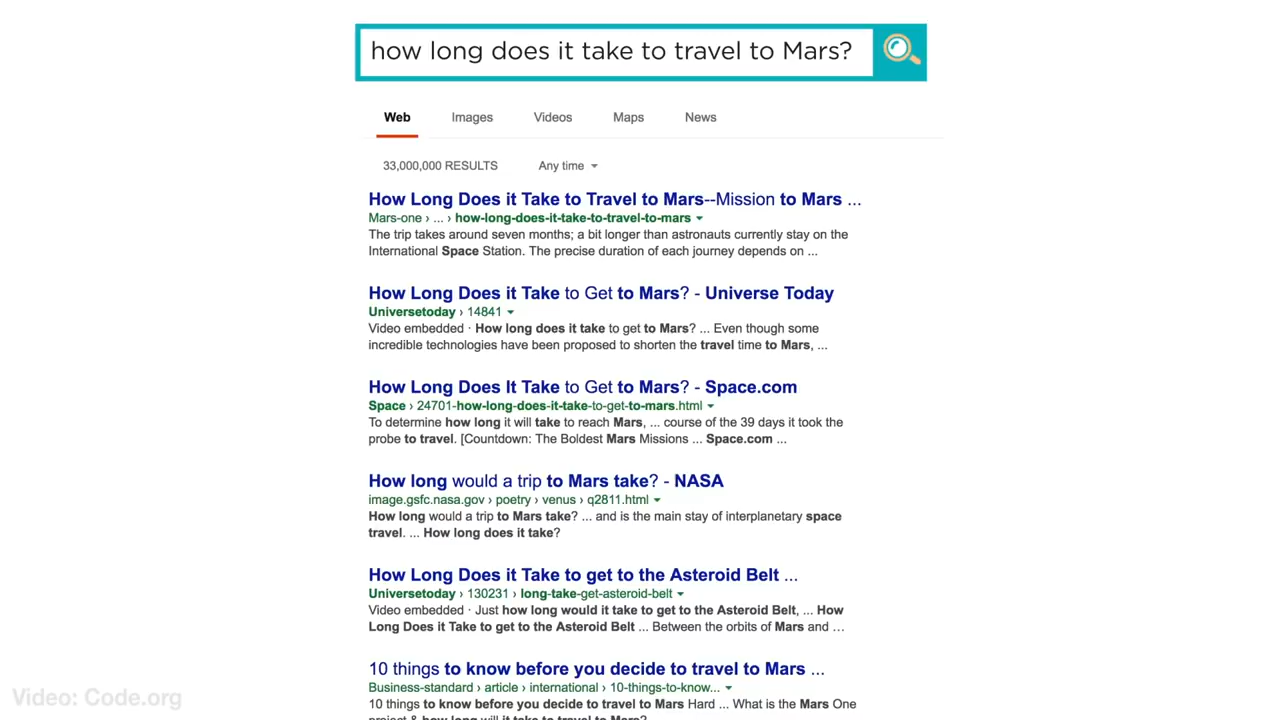 how long does it take to travel to Mars?
Web Images Videos Maps News
33,000,000 RESULTS Any time
How Long Does it Take to Travel to Mars--Mission to Mars ...
Mars-one › ... › how-long-does-it-take-to-travel-to-mars
The trip takes around seven months; a bit longer than astronauts currently stay on the
International Space Station. The precise duration of each journey depends on ...
How Long Does it Take to Get to Mars? - Universe Today
Universetoday › 14841
Video embedded · How long does it take to get to Mars? ... Even though some
incredible technologies have been proposed to shorten the travel time to Mars, ...
How Long Does It Take to Get to Mars? - Space.com
Space › 24701-how-long-does-it-take-to-get-to-mars.html
To determine how long it will take to reach Mars, ... course of the 39 days it took the
probe to travel. [Countdown: The Boldest Mars Missions ... Space.com ...
How long would a trip to Mars take? - NASA
image.gsfc.nasa.gov › poetry › venus › q2811.html
How long would a trip to Mars take? ... and is the main stay of interplanetary space
travel. ... How long does it take?
How Long Does it Take to get to the Asteroid Belt ...
Universetoday › 130231 › long-take-get-asteroid-belt
Video embedded · Just how long would it take to get to the Asteroid Belt, ... How
Long Does it Take to get to the Asteroid Belt ... Between the orbits of Mars and ...
10 things to know before you decide to travel to Mars ...
Business-standard › article › international › 10-things-to-know...
10 things to know before you decide to travel to Mars Hard ... What is the Mars One
project & how long will it take to travel to Mars?
Video: Code.org